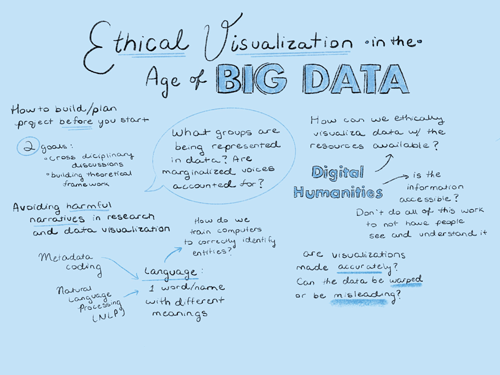 Ethical Visualization in the
Age of BIG DATA
How to build/plan
project before you start
2 goals:
• cross disciplinary
discussions
• building theoretical
framework
Avoiding harmful
narratives in research
and data visualization
Metadata
coding
Natural
Language
Processing
(NLP)
Language:
1 word/name
with different
meanings
How do we
train computers
to correctly identify
entities?
What groups are
being represented
in data? Are
marginalized voices
accounted for?
How can we ethically
visualize data w/ the
resources available?
Digital
Humanities
is the
information
accessible?
Don't do all of this work
to not have people
see and understand it
are visualizations
made accurately?
Can the data be warped
or be misleading?